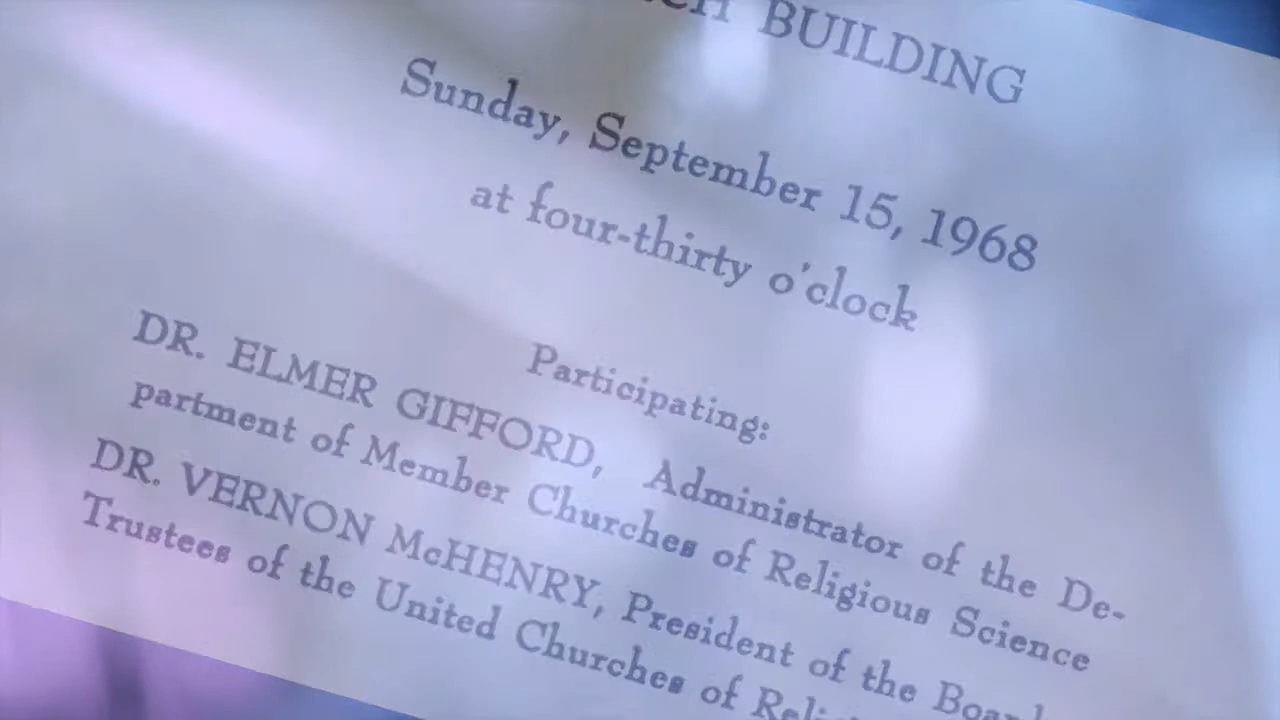 BUILDING
Sunday, September 15, 1968
at four-thirty o'clock
Participating:
DR. ELMER GIFFORD, Administrator of the De-
partment of Member Churches of Religious Science
DR. VERNON McHENRY, President of the
Trustees of the United Churches of